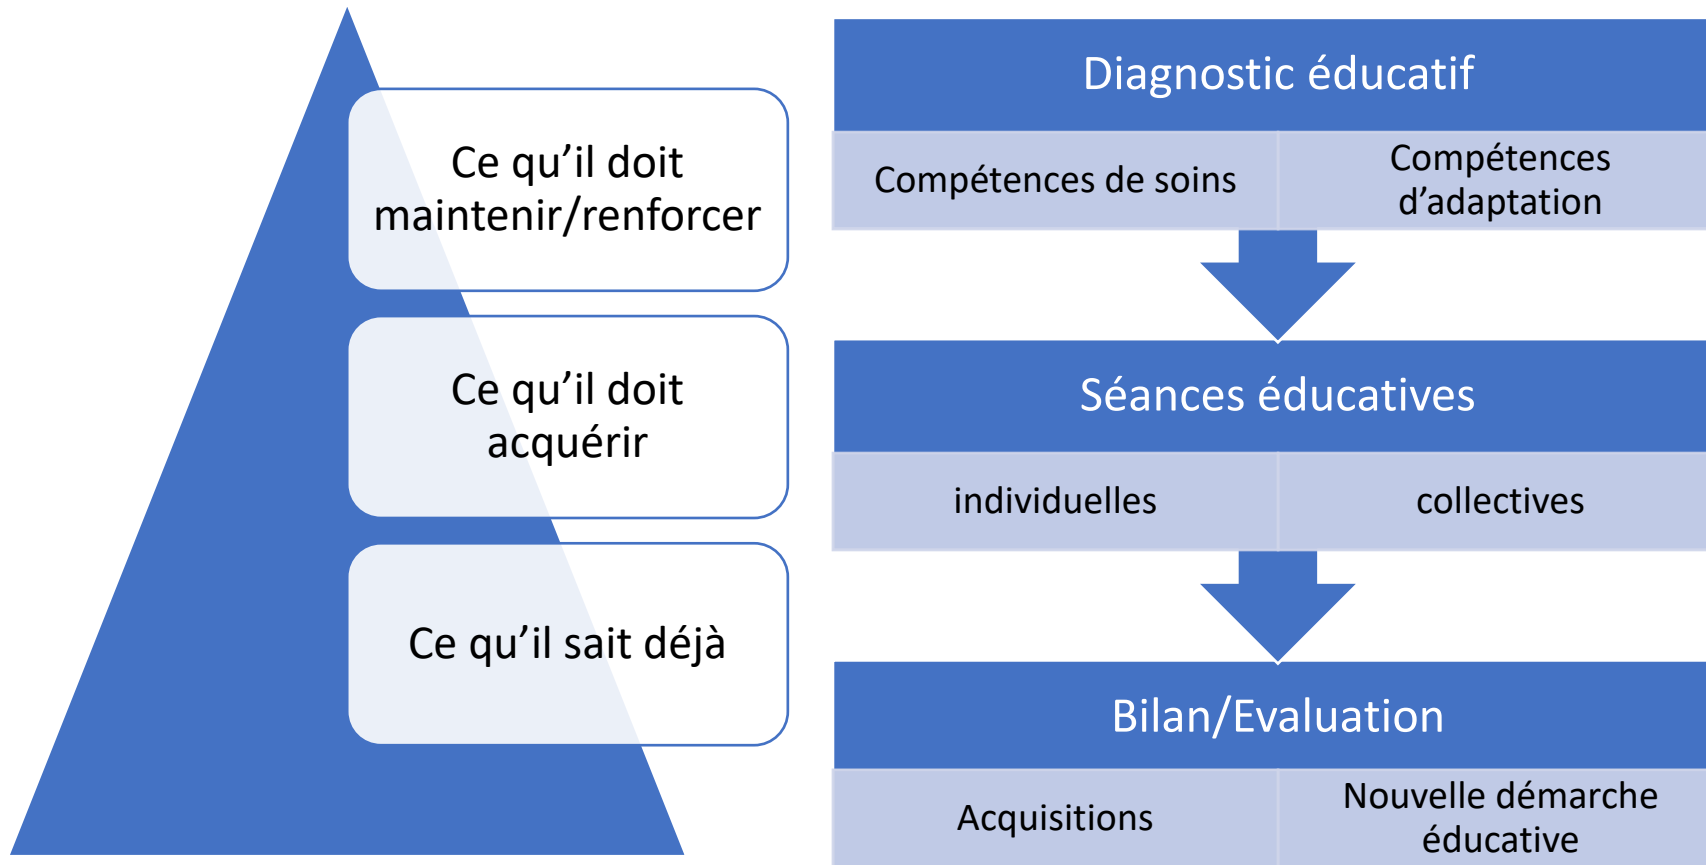 Ce qu’il doit
maintenir/renforcer
Ce qu’il doit
acquérir
Ce qu’il sait déjà
Diagnostic éducatif
Compétences de soins
Compétences
d’adaptation
Séances éducatives
individuelles
collectives
Bilan/Evaluation
Acquisitions
Nouvelle démarche
éducative